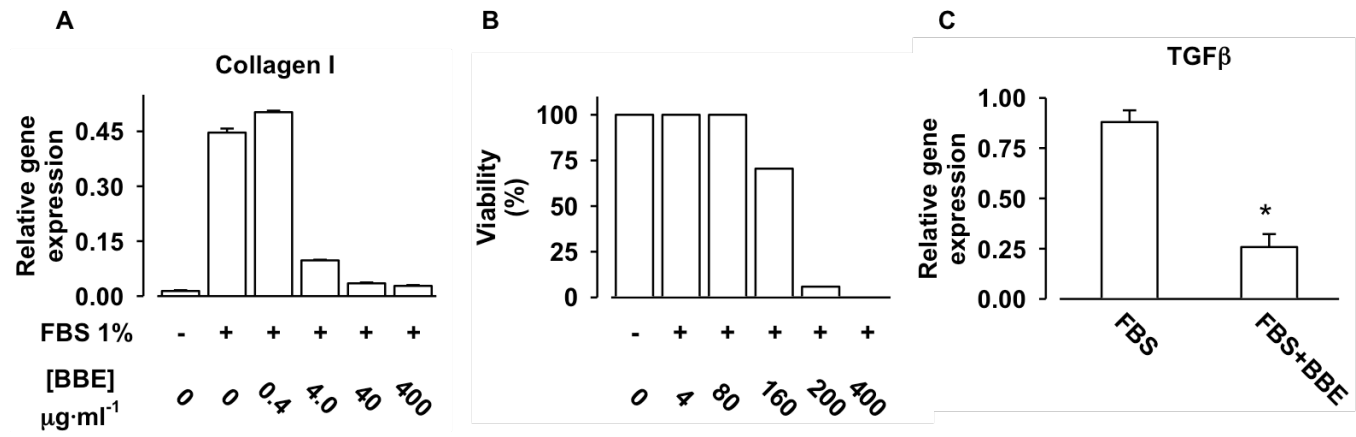 A
Collagen I
Relative gene
expression
0.45
0.30
0.15
0.00
FBS 1% - + + + + +
[BBE]
µg·ml-1
0 0 0.4 4.0 40 400
B
Viability
(%)
100
75
50
25
0
- + + + + +
0 4 80 160 200 400
C
TGFβ
Relative gene
expression
1.00
0.75
0.50
0.25
0.00
*
FBS
FBS+BBE